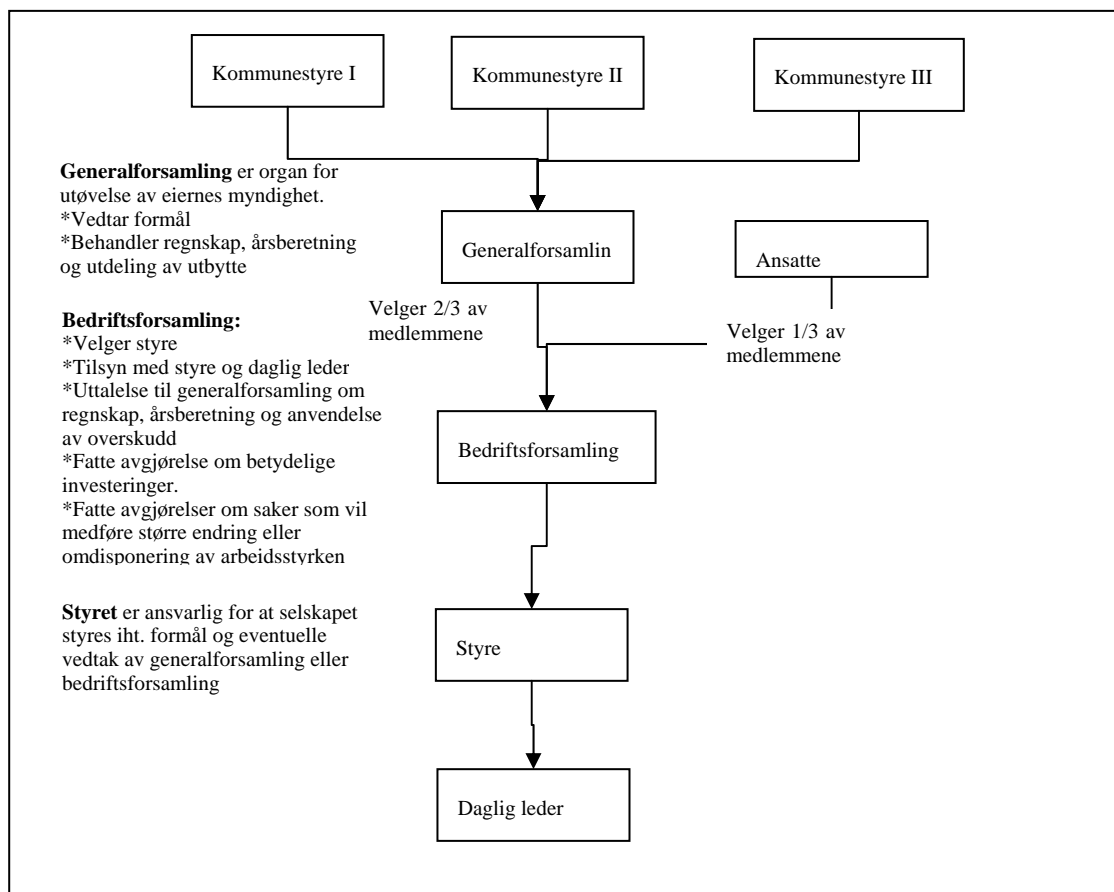 Kommunestyre I
Kommunestyre II
Kommunestyre III
Generalforsamling er organ for
utøvelse av eiernes myndighet.
*Vedtar formål
*Behandler regnskap, årsberetning
og utdeling av utbytte
Generalforsamlin
Ansatte
Velger 2/3 av
medlemmene
Velger 1/3 av
medlemmene
Bedriftsforsamling:
*Velger styre
*Tilsyn med styre og daglig leder
*Uttalelse til generalforsamling om
regnskap, årsberetning og anvendelse
av overskudd
*Fatte avgjørelse om betydelige
investeringer.
*Fatte avgjørelser om saker som vil
medføre større endring eller
omdisponering av arbeidsstyrken
Bedriftsforsamling
Styret er ansvarlig for at selskapet
styres iht. formål og eventuelle
vedtak av generalforsamling eller
bedriftsforsamling
Styre
Daglig leder